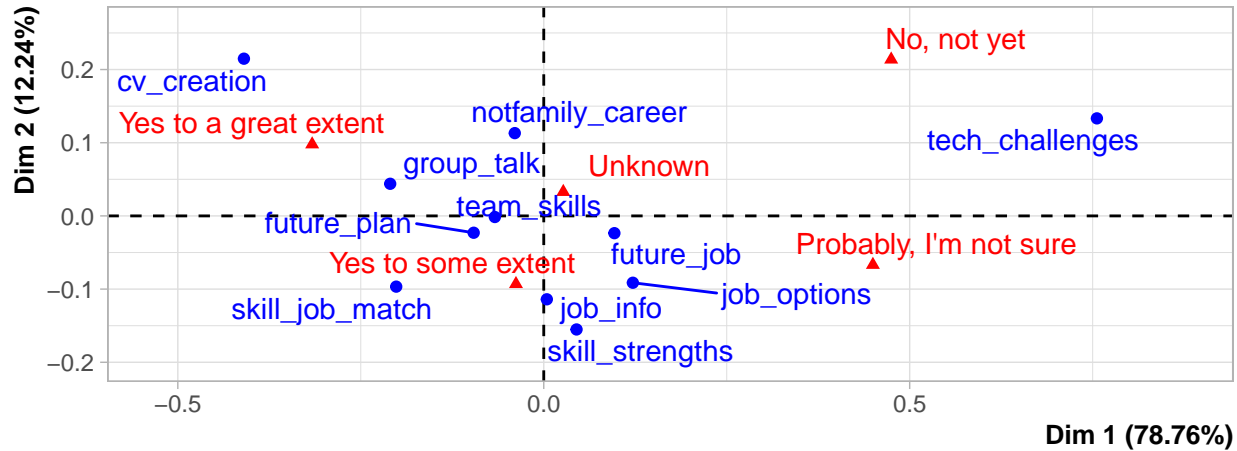 Dim 2 (12.24%)
0.2
0.1
0.0
−0.1
−0.2
No, not yet
cv_creation
notfamily_career
Yes to a great extent
tech_challenges
group_talk
Unknown
team_skills
future_plan
Probably, I'm not sure
future_job
Yes to some extent
job_options
skill_job_match
job_info
skill_strengths
−0.5
0.0
0.5
Dim 1 (78.76%)